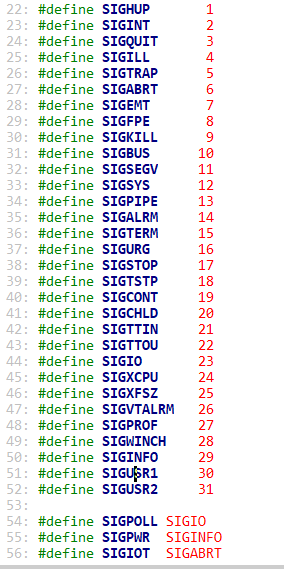 22: #define SIGHUP 1
23: #define SIGINT 2
24: #define SIGQUIT 3
25: #define SIGILL 4
26: #define SIGTRAP 5
27: #define SIGABRT 6
28: #define SIGEMT 7
29: #define SIGFPE 8
30: #define SIGKILL 9
31: #define SIGBUS 10
32: #define SIGSEGV 11
33: #define SIGSYS 12
34: #define SIGPIPE 13
35: #define SIGALRM 14
36: #define SIGTERM 15
37: #define SIGURG 16
38: #define SIGSTOP 17
39: #define SIGTSTP 18
40: #define SIGCONT 19
41: #define SIGCHLD 20
42: #define SIGTTIN 21
43: #define SIGTTOU 22
44: #define SIGIO 23
45: #define SIGXCPU 24
46: #define SIGXFSZ 25
47: #define SIGVTALRM 26
48: #define SIGPROF 27
49: #define SIGWINCH 28
50: #define SIGINFO 29
51: #define SIGUSR1 30
52: #define SIGUSR2 31
53:
54: #define SIGPOLL SIGIO
55: #define SIGPWR SIGINFO
56: #define SIGIOT SIGABRT